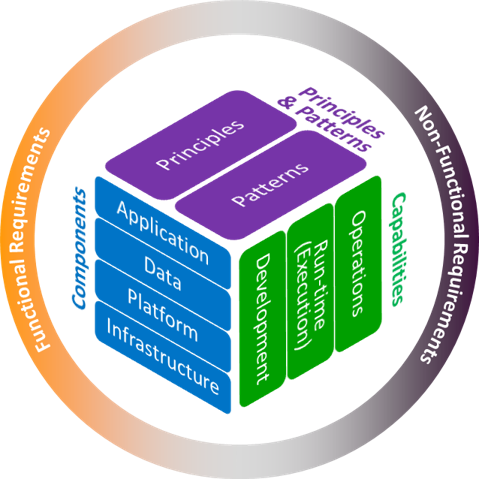 Functional Requirements
Non-Functional Requirements
Principles
& Patterns
Principles
Patterns
Components
Application
Data
Platform
Infrastructure
Capabilities
Development
Run-time
(Execution)
Operations